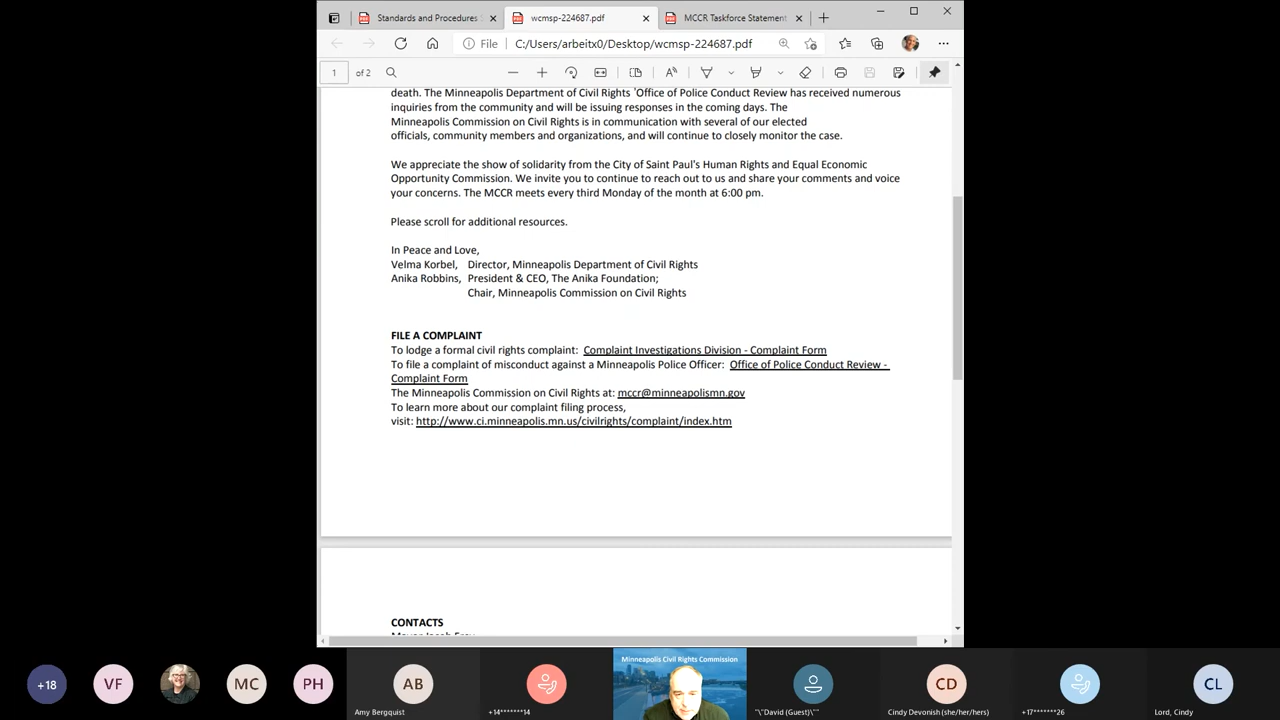 Standards and Procedures
wcmsp-224687.pdf
MCCR Taskforce Statement
File
C:/Users/arbeitx0/Desktop/wcmsp-224687.pdf
1 of 2
death. The Minneapolis Department of Civil Rights 'Office of Police Conduct Review has received numerous
inquiries from the community and will be issuing responses in the coming days. The
Minneapolis Commission on Civil Rights is in communication with several of our elected
officials, community members and organizations, and will continue to closely monitor the case.
We appreciate the show of solidarity from the City of Saint Paul's Human Rights and Equal Economic
Opportunity Commission. We invite you to continue to reach out to us and share your comments and voice
your concerns. The MCCR meets every third Monday of the month at 6:00 pm.
Please scroll for additional resources.
In Peace and Love,
Velma Korbel, Director, Minneapolis Department of Civil Rights
Anika Robbins, President & CEO, The Anika Foundation;
Chair, Minneapolis Commission on Civil Rights
FILE A COMPLAINT
To lodge a formal civil rights complaint: Complaint Investigations Division - Complaint Form
To file a complaint of misconduct against a Minneapolis Police Officer: Office of Police Conduct Review -
Complaint Form
The Minneapolis Commission on Civil Rights at: mccr@minneapolismn.gov
To learn more about our complaint filing process,
visit: http://www.ci.minneapolis.mn.us/civilrights/complaint/index.htm
CONTACTS
Mayor Jacob Frey
Minneapolis Civil Rights Commission
+18
VF
MC
PH
AB
CD
CL
Amy Bergquist
+14*******14
"\"David (Guest)\""
Cindy Devonish (she/her/hers)
+17*******26
Lord, Cindy